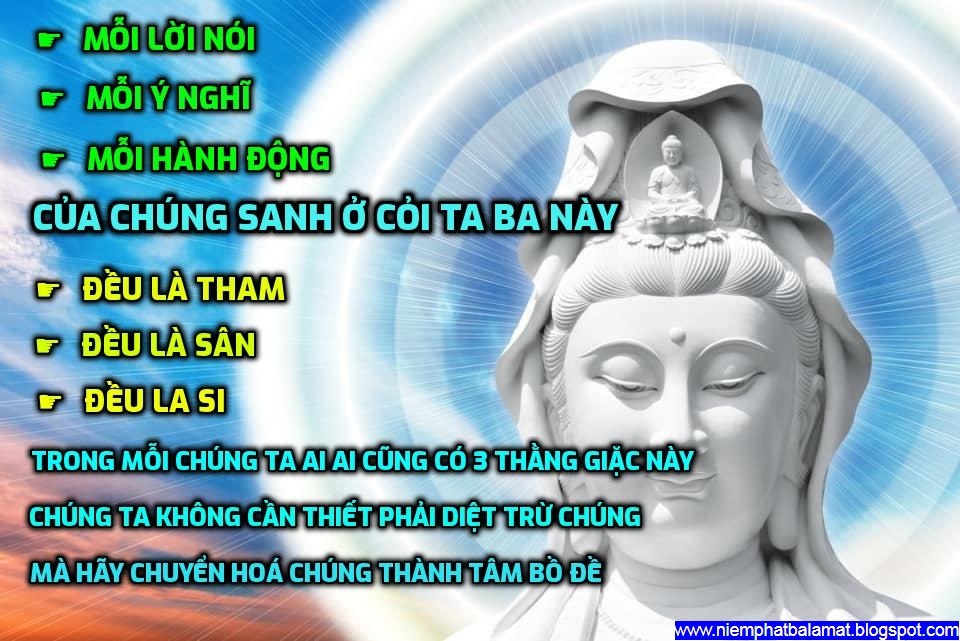 ☛ MỖI LỜI NÓI
☛ MỖI Ý NGHĨ
☛ MỖI HÀNH ĐỘNG
CỦA CHÚNG SANH Ở CỎI TA BA NÀY
☛ ĐỀU LÀ THAM
☛ ĐỀU LÀ SÂN
☛ ĐỀU LA SI
TRONG MỖI CHÚNG TA AI AI CŨNG CÓ 3 THẰNG GIẶC NÀY
CHÚNG TA KHÔNG CẦN THIẾT PHẢI DIỆT TRỪ CHÚNG
MÀ HÃY CHUYỂN HOÁ CHÚNG THÀNH TÂM BỒ ĐỀ
www.niemphatbalamat.blogspot.com